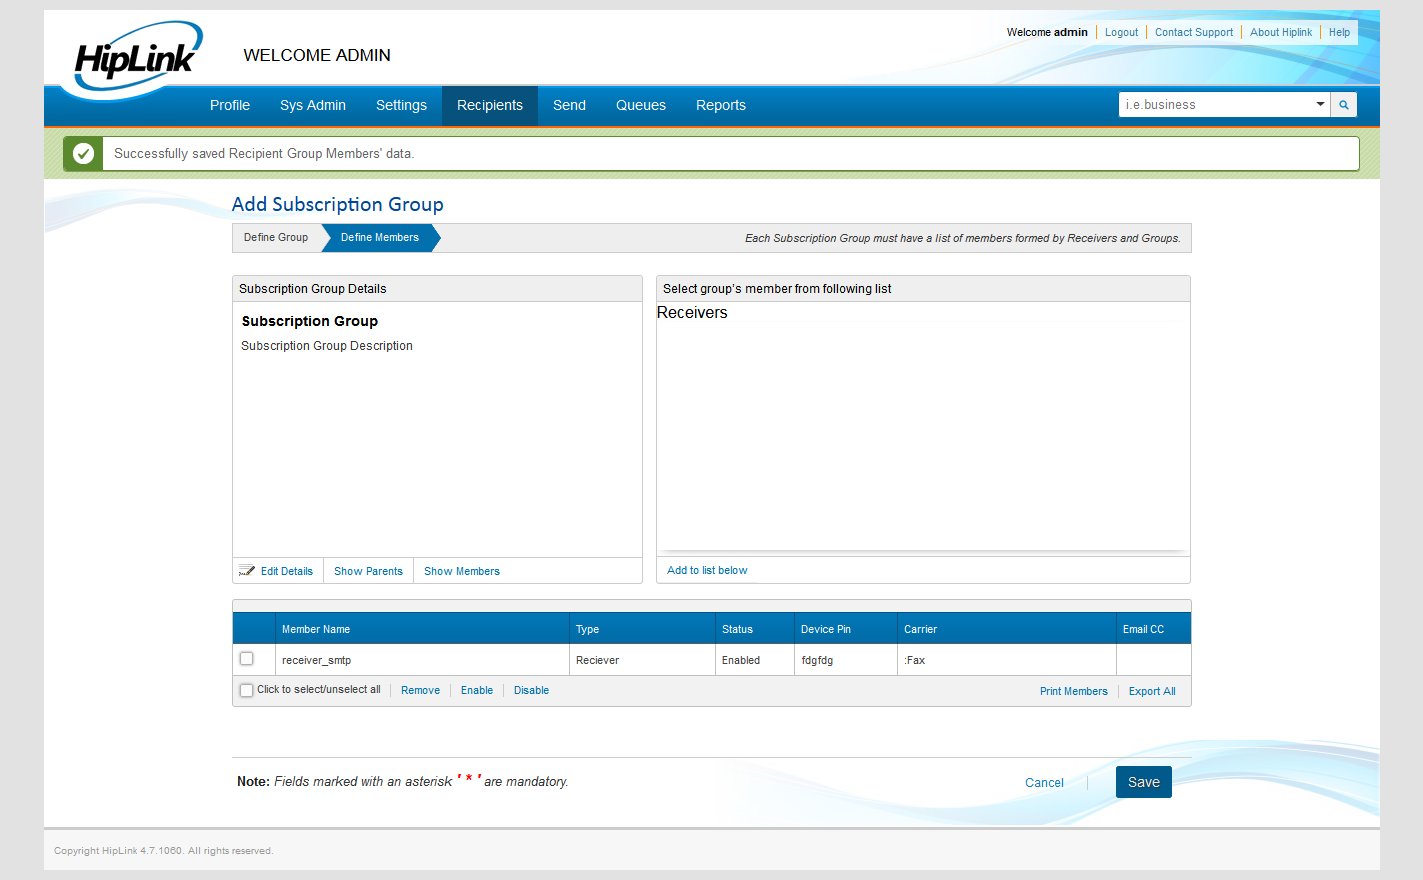 HipLink
WELCOME ADMIN
Welcome admin
Logout
Contact Support
About Hiplink
Help
Profile
Sys Admin
Settings
Recipients
Send
Queues
Reports
i.e.business
Successfully saved Recipient Group Members' data.
Add Subscription Group
Define Group
Define Members
Each Subscription Group must have a list of members formed by Receivers and Groups.
Subscription Group Details
Subscription Group
Subscription Group Description
Edit Details
Show Parents
Show Members
Select group's member from following list
Receivers
Add to list below
Member Name Type Status Device Pin Carrier Email CC
receiver_smtp Reciever Enabled fdgfdg :Fax
Click to select/unselect all Remove Enable Disable Print Members Export All
Note: Fields marked with an asterisk ' * ' are mandatory.
Cancel
Save
Copyright HipLink 4.7.1060. All rights reserved.